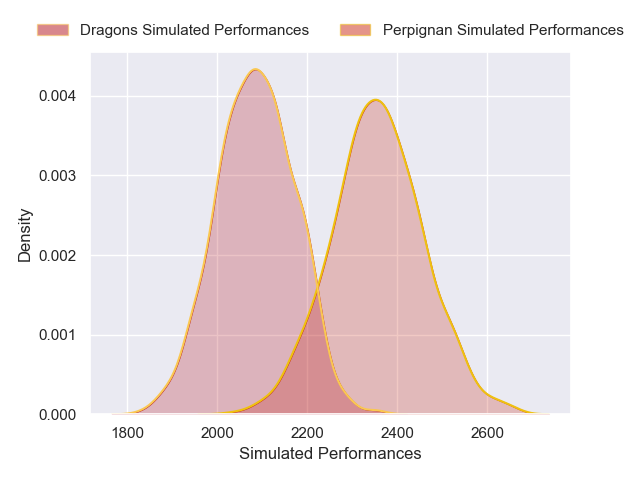 Dragons Simulated Performances
Perpignan Simulated Performances
0.004
0.003
0.002
0.001
0.000
Density
1800
2000
2200
2400
2600
Simulated Performances